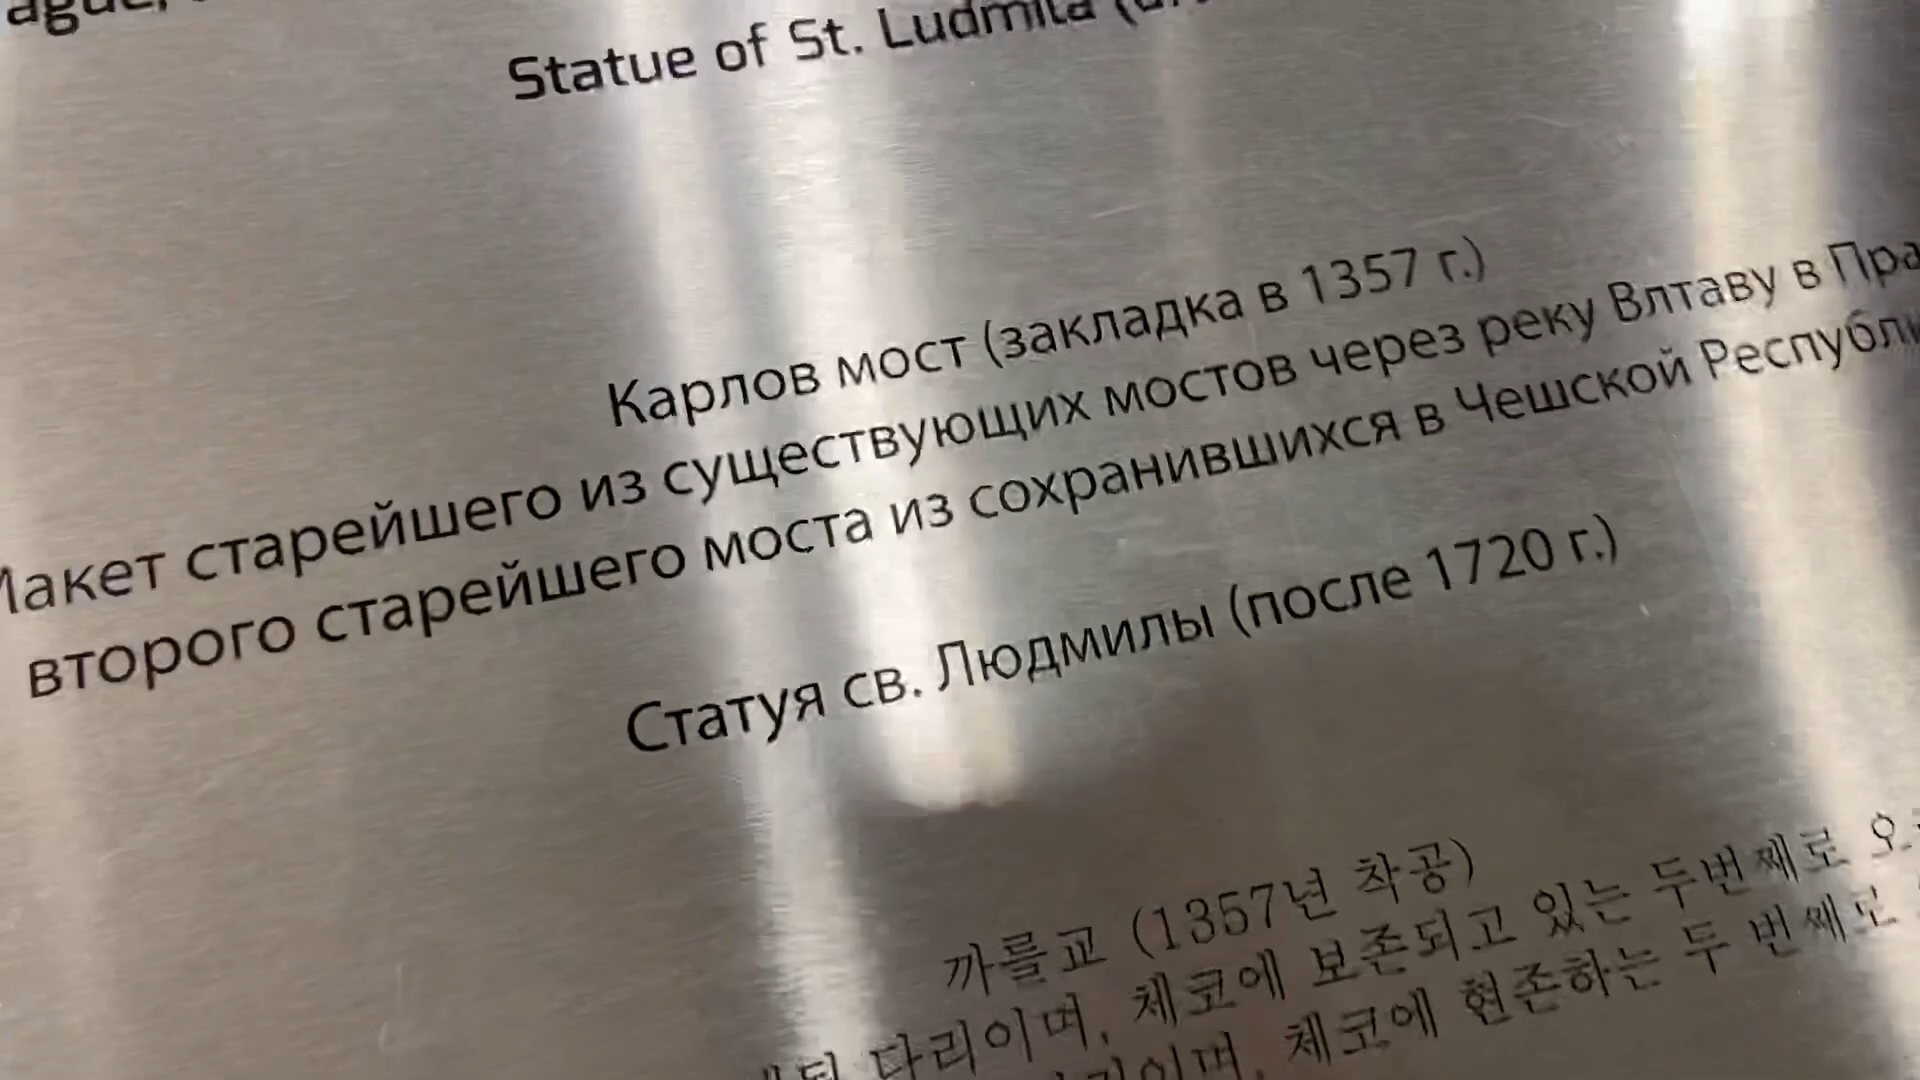 Statue of St. Ludmila
Карлов мост (закладка в 1357 г.)
Макет старейшего из существующих мостов через реку Влтаву в
второго старейшего моста из сохранившихся в Чешской
Статуя св. Людмилы (после 1720 г.)
까를교 (1357년 착공)
다리이며, 체코에 보존되고 있는 두번째로
체코에 현존하는 두 번째로